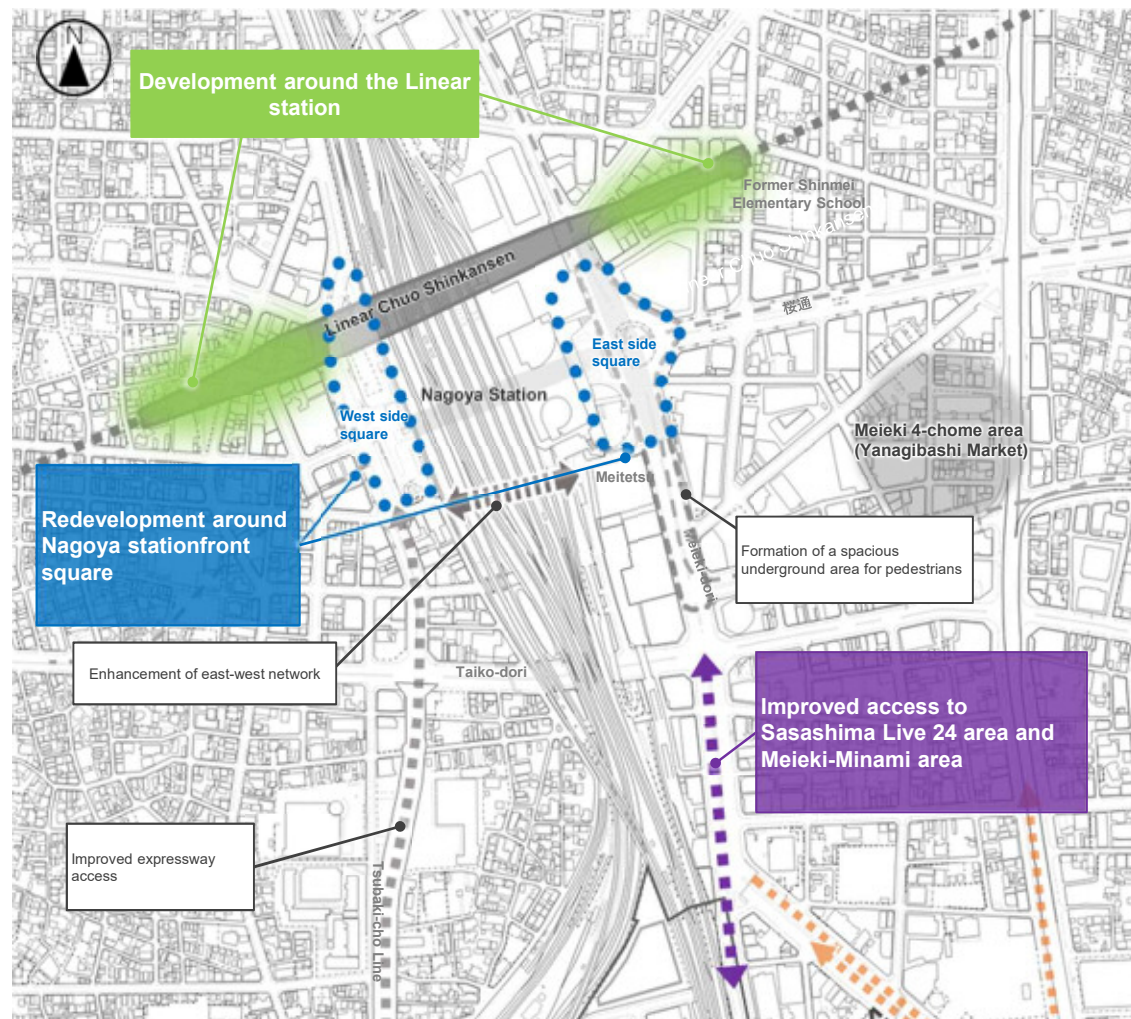 N
Development around the Linear
station
Former Shinmei
Elementary School
Linear Chuo Shinkansen
桜通
Linear Chuo Shinkansen
East side
square
Nagoya Station
West side
square
Meieki 4-chome area
(Yanagibashi Market)
Meitetsu
Redevelopment around
Nagoya stationfront
square
Formation of a spacious
underground area for pedestrians
Meieki-dori
Enhancement of east-west network
Taiko-dori
Improved access to
Sasashima Live 24 area and
Meieki-Minami area
Improved expressway
access
Tsubaki-cho Line